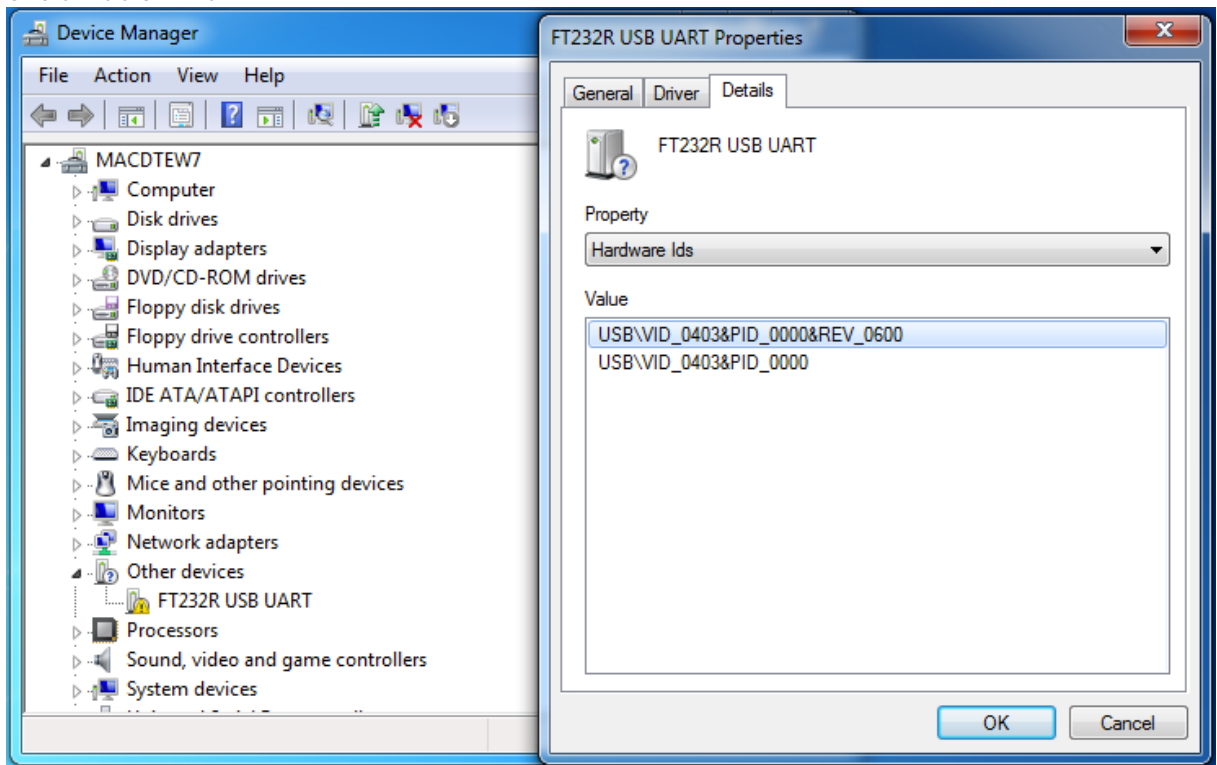 Device Manager
File Action View Help
MACDTEW7
Computer
Disk drives
Display adapters
DVD/CD-ROM drives
Floppy disk drives
Floppy drive controllers
Human Interface Devices
IDE ATA/ATAPI controllers
Imaging devices
Keyboards
Mice and other pointing devices
Monitors
Network adapters
Other devices
FT232R USB UART
Processors
Sound, video and game controllers
System devices
FT232R USB UART Properties
General Driver Details
FT232R USB UART
Property
Hardware Ids
Value
USB\VID_0403&PID_0000&REV_0600
USB\VID_0403&PID_0000
OK Cancel